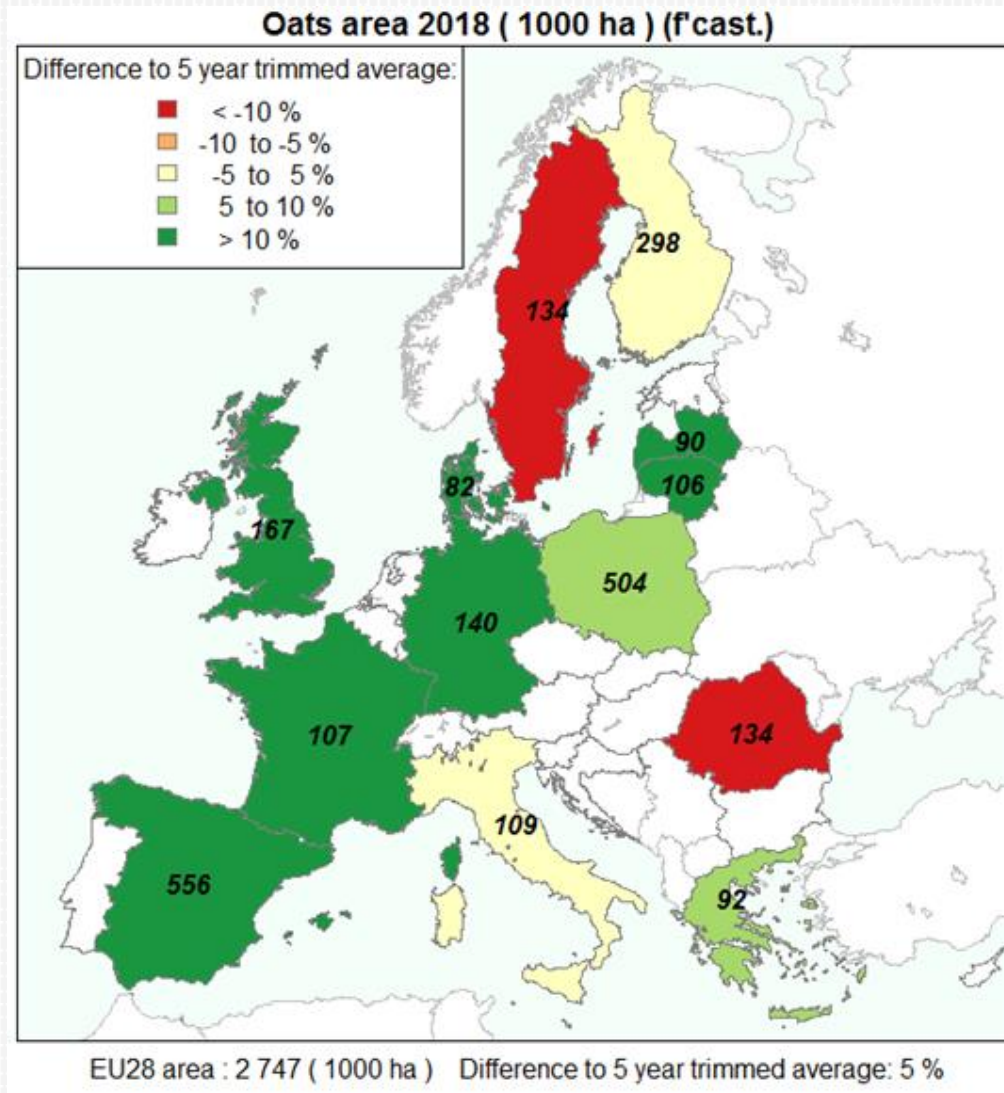 Oats area 2018 ( 1000 ha ) (f'cast.)
Difference to 5 year trimmed average:
< -10 %
-10 to -5 %
-5 to 5 %
5 to 10 %
> 10 %
298
134
90
82
106
167
504
140
107
134
109
556
92
EU28 area : 2 747 ( 1000 ha ) Difference to 5 year trimmed average: 5 %